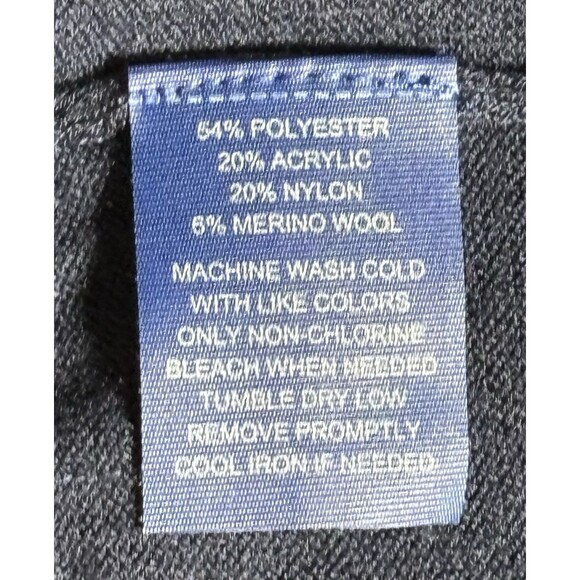 54% POLYESTER
20% ACRYLIC
20% NYLON
6% MERINO WOOL
MACHINE WASH COLD
WITH LIKE COLORS
ONLY NON-CHLORINE
BLEACH WHEN NEEDED
TUMBLE DRY LOW
REMOVE PROMPTLY
COOL IRON IF NEEDED